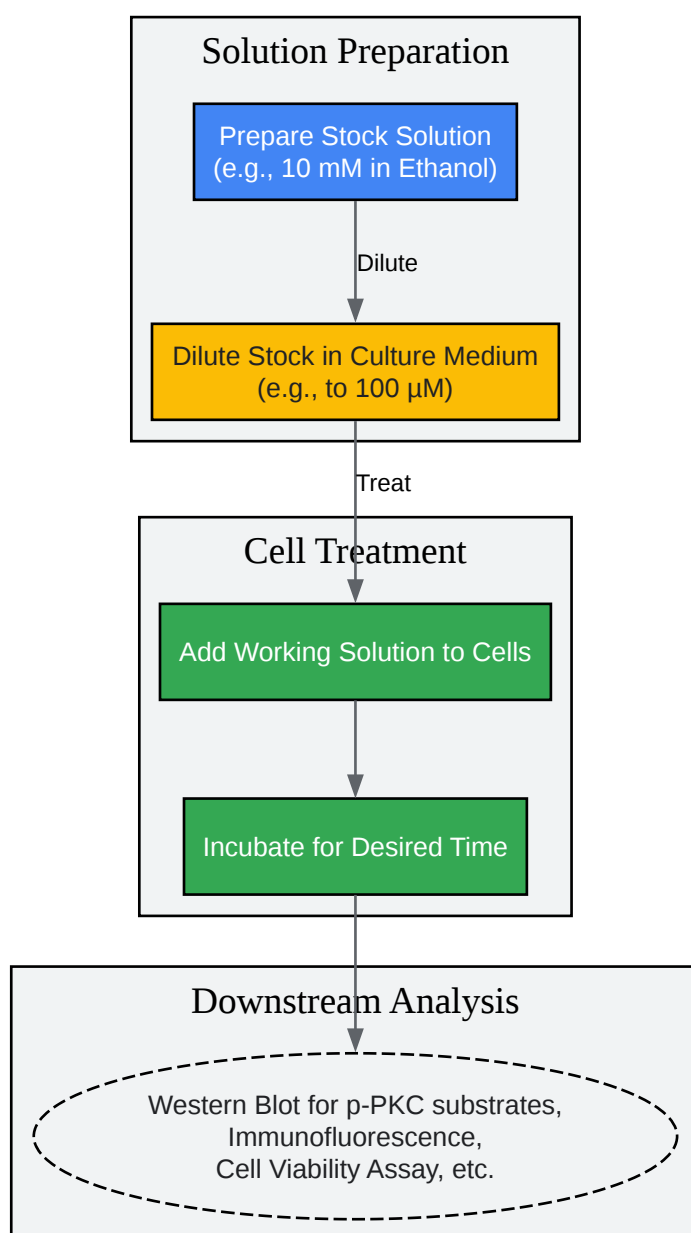 Solution Preparation
Prepare Stock Solution
(e.g., 10 mM in Ethanol)
Dilute
Dilute Stock in Culture Medium
(e.g., to 100 µM)
Treat
Cell Treatment
Add Working Solution to Cells
Incubate for Desired Time
Downstream Analysis
Western Blot for p-PKC substrates,
Immunofluorescence,
Cell Viability Assay, etc.